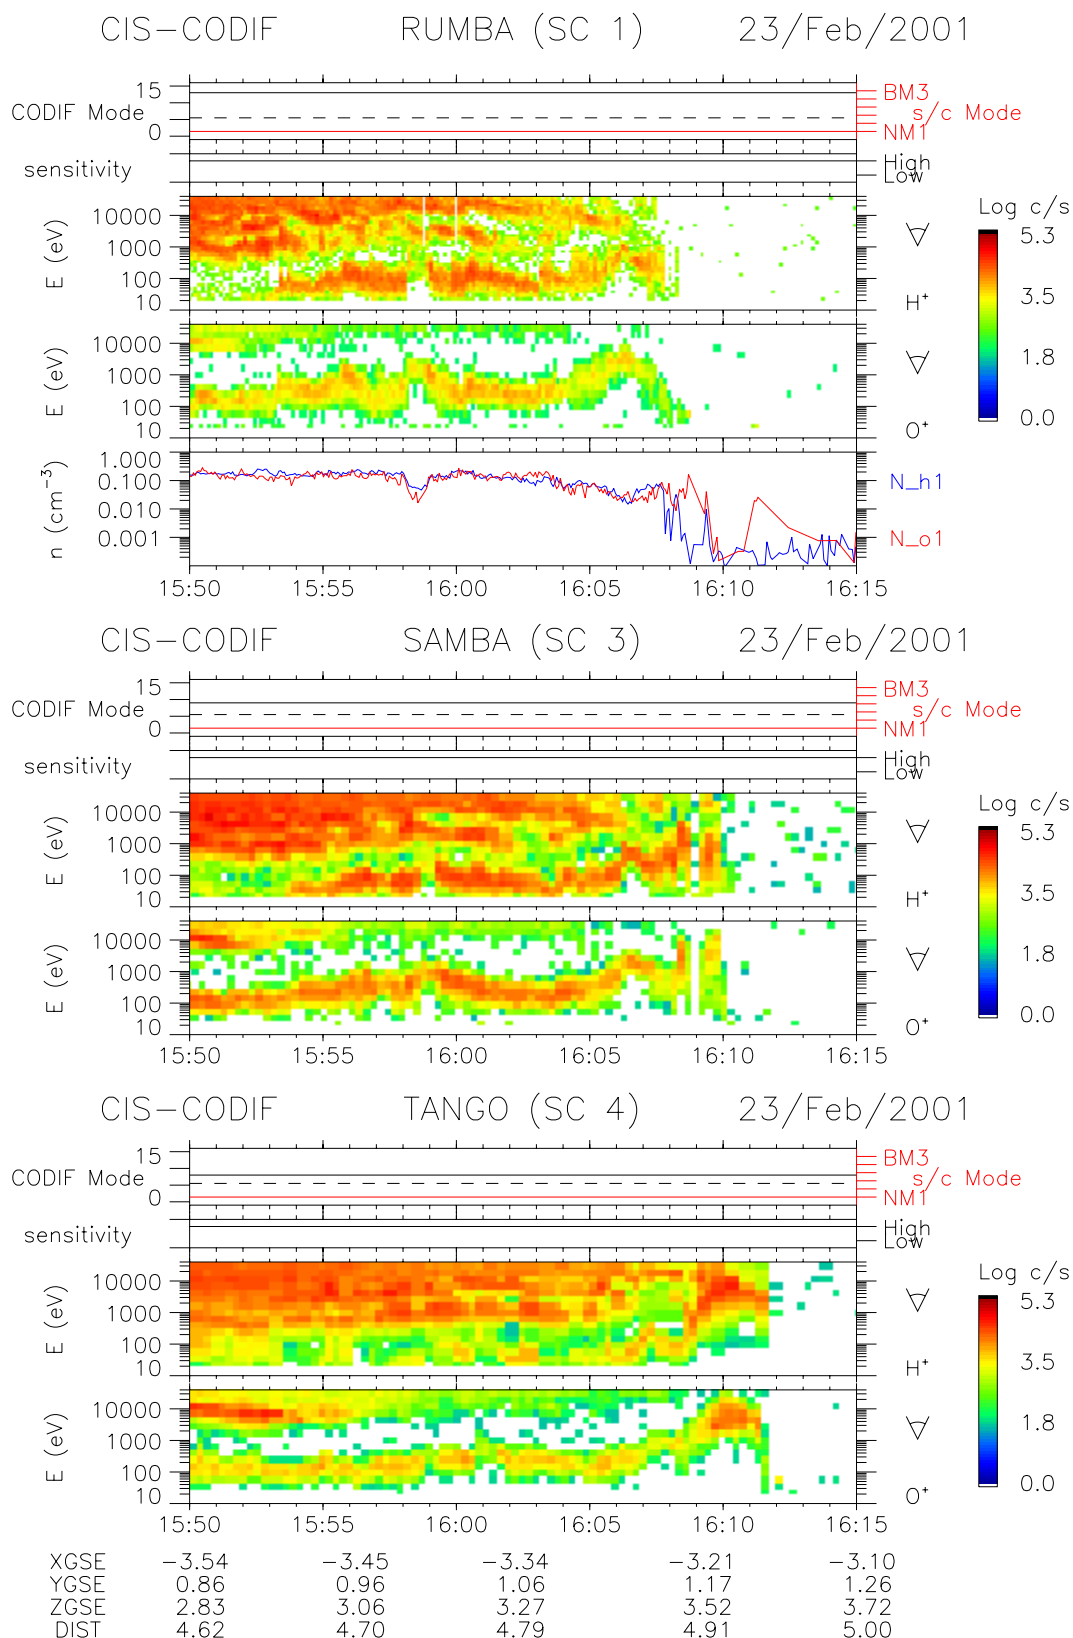 CIS-CODIF RUMBA (SC 1) 23/Feb/2001
15 BM3
CODIF Mode s/c Mode
0 NM1
sensitivity High
Low
Log c/s
10000 5.3
E (eV) 1000
100 3.5
10 H+
10000 1.8
E (eV) 1000
100 0.0
10 O+
1.000
n (cm-3) 0.100 N_h1
0.010
0.001 N_o1
15:50 15:55 16:00 16:05 16:10 16:15
CIS-CODIF SAMBA (SC 3) 23/Feb/2001
15 BM3
CODIF Mode s/c Mode
0 NM1
sensitivity High
Low
Log c/s
10000 5.3
E (eV) 1000
100 3.5
10 H+
10000 1.8
E (eV) 1000
100 0.0
10 O+
15:50 15:55 16:00 16:05 16:10 16:15
CIS-CODIF TANGO (SC 4) 23/Feb/2001
15 BM3
CODIF Mode s/c Mode
0 NM1
sensitivity High
Low
Log c/s
10000 5.3
E (eV) 1000
100 3.5
10 H+
10000 1.8
E (eV) 1000
100 0.0
10 O+
15:50 15:55 16:00 16:05 16:10 16:15
XGSE -3.54 -3.45 -3.34 -3.21 -3.10
YGSE 0.86 0.96 1.06 1.17 1.26
ZGSE 2.83 3.06 3.27 3.52 3.72
DIST 4.62 4.70 4.79 4.91 5.00